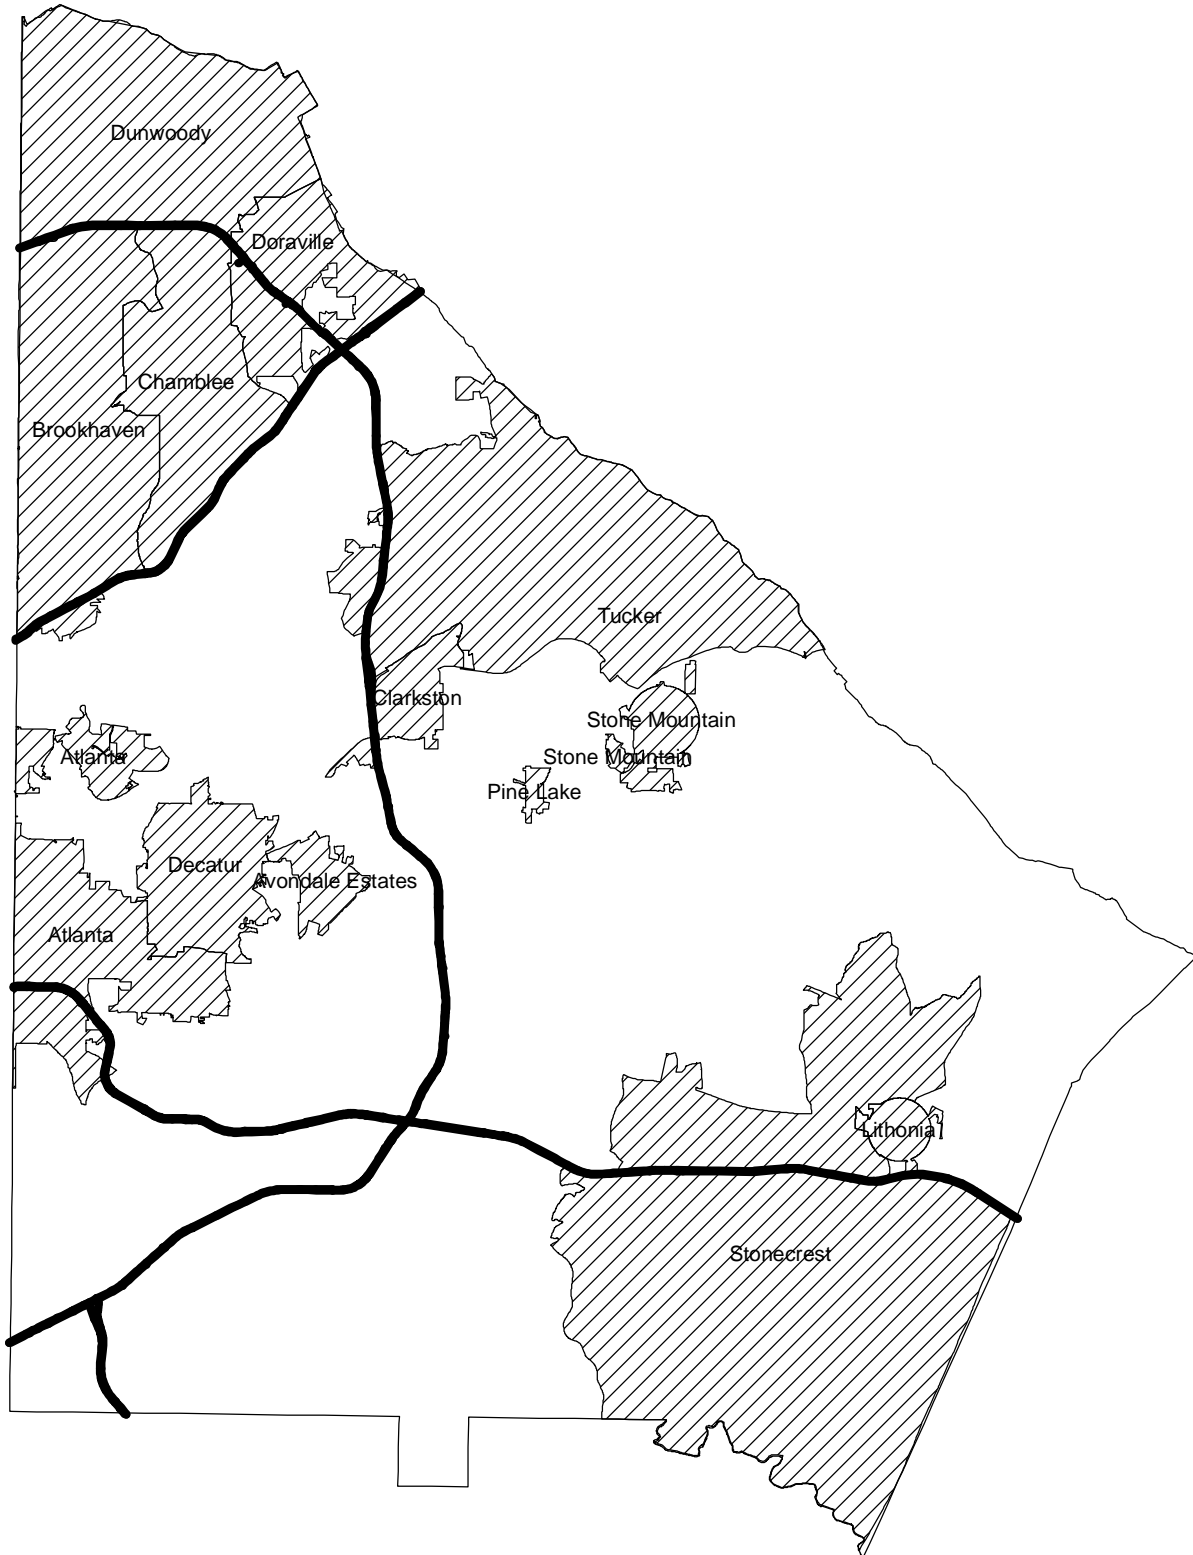 Dunwoody
Doraville
Chamblee
Brookhaven
Tucker
Clarkston
Stone Mountain
Atlanta
Stone Mountain
Pine Lake
Decatur
Avondale Estates
Atlanta
Lithonia
Stonecrest